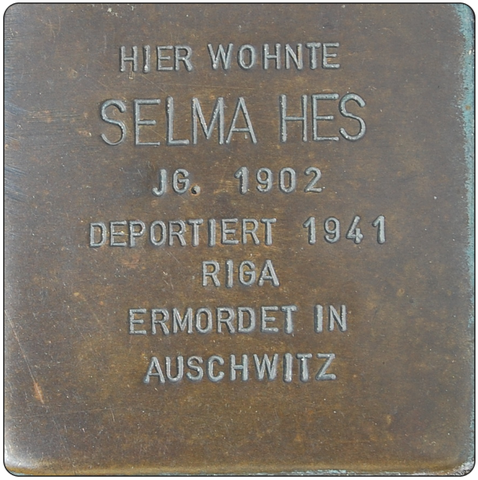 HIER WOHNTE
SELMA HES
JG. 1902
DEPORTIERT 1941
RIGA
ERMORDET IN
AUSCHWITZ